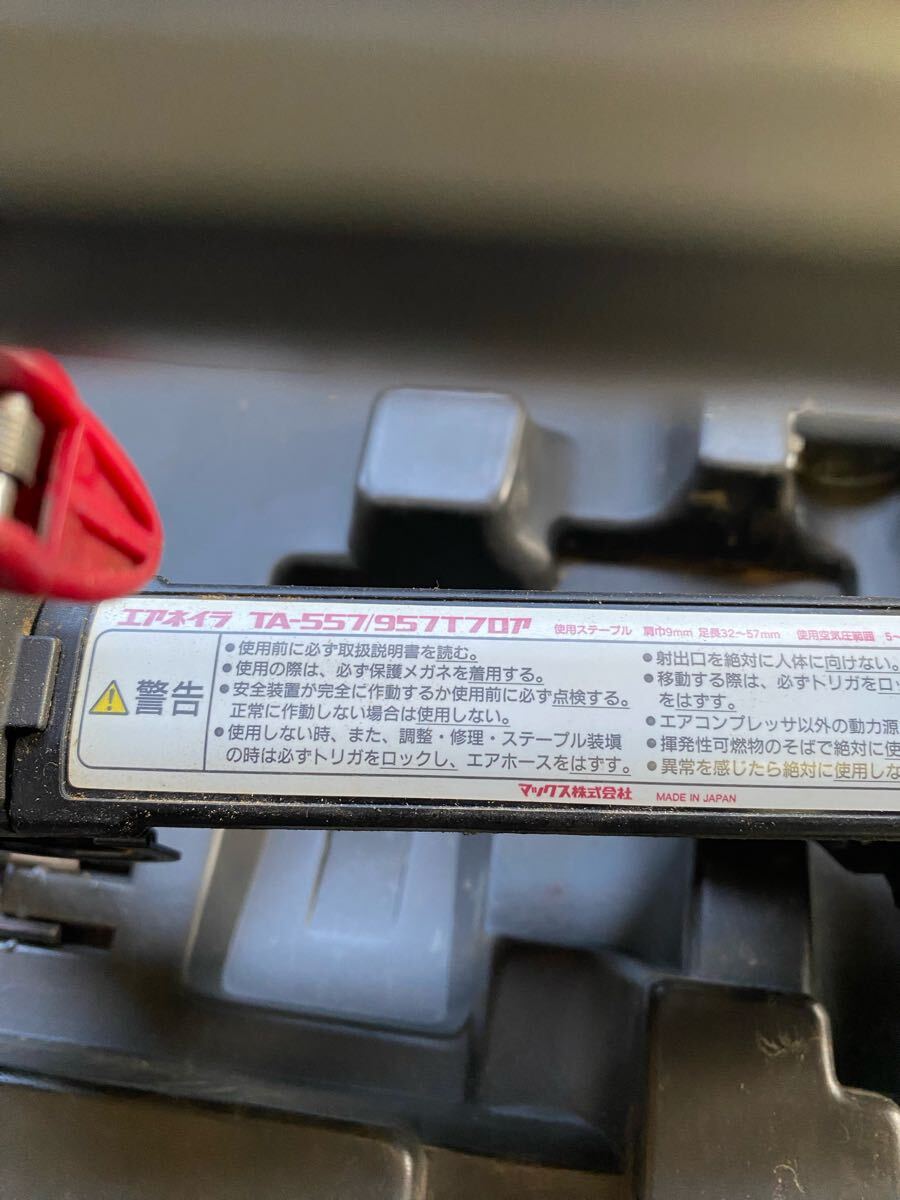 エアネイラ TA-557/957Tフロア 使用ステープル 肩巾9mm 足長32〜57mm 使用空気圧範囲 5〜
警告
●使用前に必ず取扱説明書を読む。
●使用の際は、必ず保護メガネを着用する。
●安全装置が完全に作動するか使用前に必ず点検する。
正常に作動しない場合は使用しない。
●使用しない時、また、調整・修理・ステープル装塡
の時は必ずトリガをロックし、エアホースをはずす。
●射出口を絶対に人体に向けない。
●移動する際は、必ずトリガをロッ
をはずす。
●エアコンプレッサ以外の動力源
●揮発性可燃物のそばで絶対に使
●異常を感じたら絶対に使用しな
マックス株式会社 MADE IN JAPAN